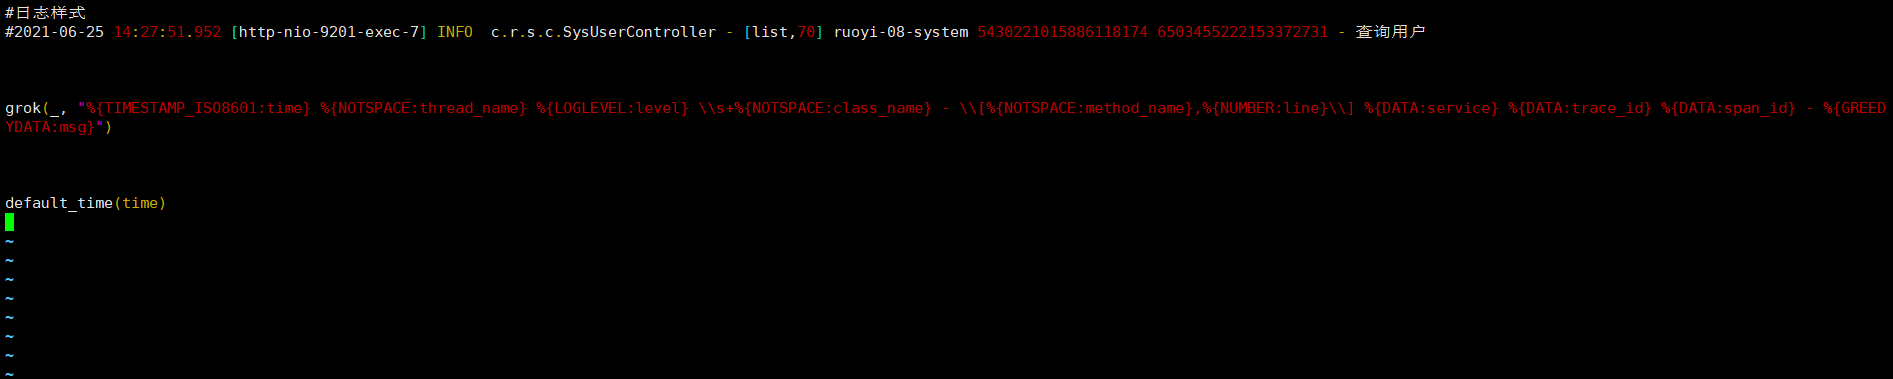 #日志样式
#2021-06-25 14:27:51.952 [http-nio-9201-exec-7] INFO  c.r.s.c.SysUserController - [list,70] ruoyi-08-system 5430221015886118174 6503455222153372731 - 查询用户
grok(_, "%{TIMESTAMP_ISO8601:time} %{NOTSPACE:thread_name} %{LOGLEVEL:level} \\s+%{NOTSPACE:class_name} - \\[%{NOTSPACE:method_name},%{NUMBER:line}\\] %{DATA:service} %{DATA:trace_id} %{DATA:span_id} - %{GREED
YDATA:msg}")
default_time(time)
~
~
~
~
~
~
~
~